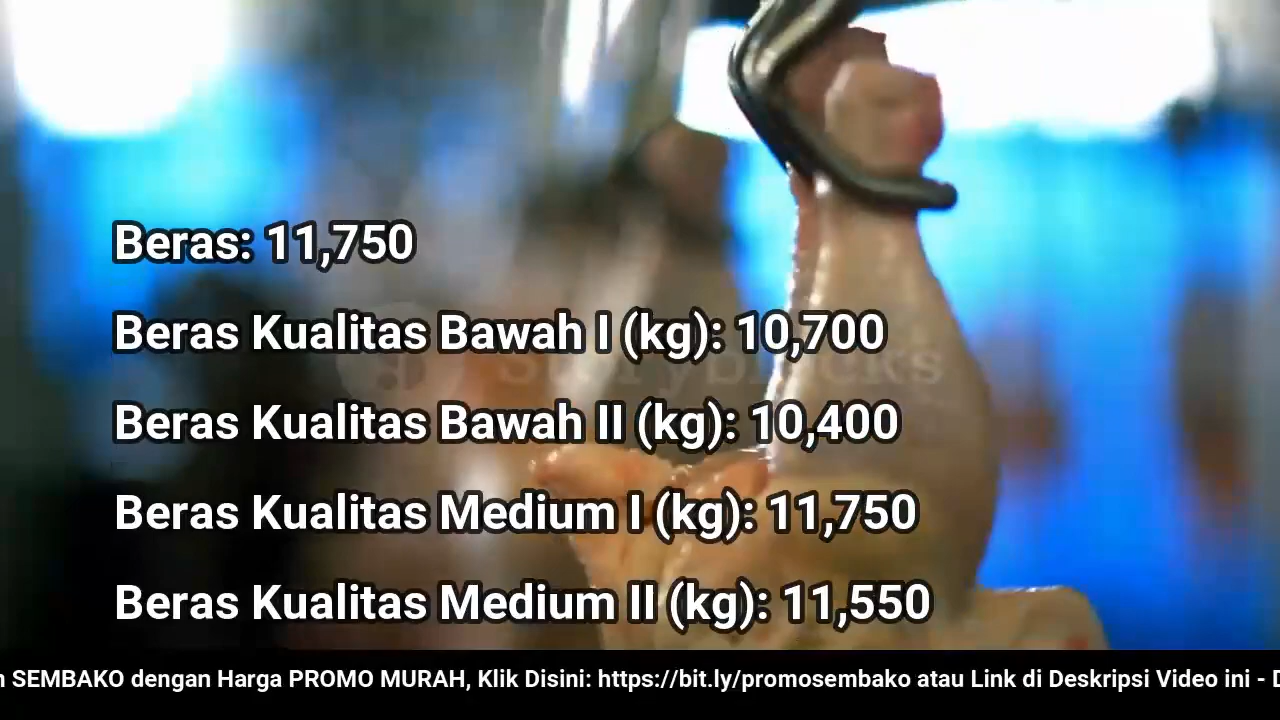 Beras: 11,750
Beras Kualitas Bawah I (kg): 10,700
Storyblocks
Beras Kualitas Bawah II (kg): 10,400
Beras Kualitas Medium I (kg): 11,750
Beras Kualitas Medium II (kg): 11,550
SEMBAKO dengan Harga PROMO MURAH, Klik Disini: https://bit.ly/promosembako atau Link di Deskripsi Video ini -